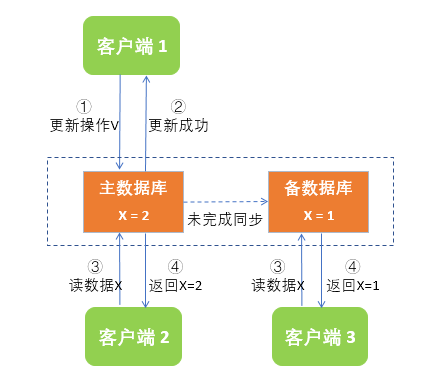 客户端 1
①
更新操作V
②
更新成功
主数据库
X = 2
备数据库
X = 1
未完成同步
③
读数据X
④
返回X=2
③
读数据X
④
返回X=1
客户端 2
客户端 3